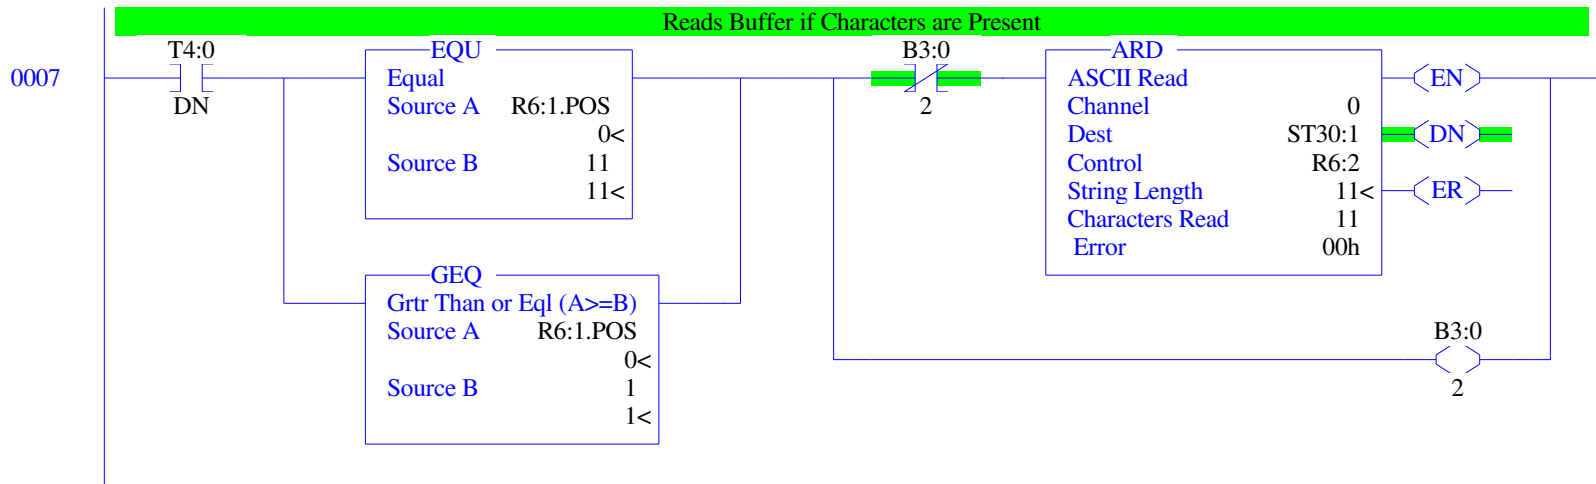 Reads Buffer if Characters are Present
0007
T4:0
DN
EQU
Equal
Source A R6:1.POS
0<
Source B 11
11<
GEQ
Grtr Than or Eql (A>=B)
Source A R6:1.POS
0<
Source B 1
1<
B3:0
2
ARD
ASCII Read
Channel 0
Dest ST30:1
Control R6:2
String Length 11<
Characters Read 11
Error 00h
EN
DN
ER
B3:0
2